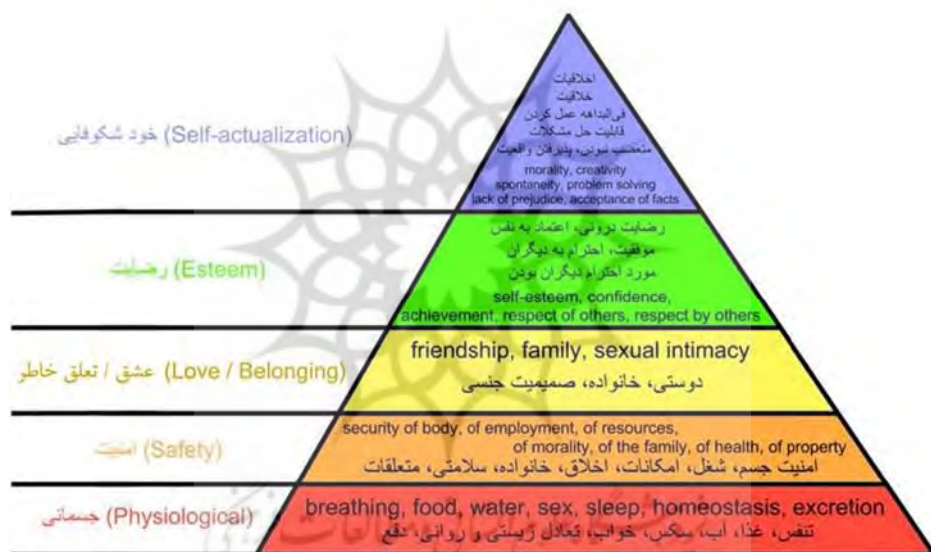 اخلاقیات
خلاقیت
فی‌البداهه عمل کردن
قابلیت حل مشکلات
متعصب نبودن، پذیرفتن واقعیت
morality, creativity
spontaneity, problem solving
lack of prejudice, acceptance of facts
خود شکوفایی (Self-actualization)
رضایت درونی، اعتماد به نفس
موفقیت، احترام به دیگران
مورد احترام دیگران بودن
self-esteem, confidence,
achievement, respect of others, respect by others
رضایت (Esteem)
friendship, family, sexual intimacy
دوستی، خانواده، صمیمیت جنسی
عشق / تعلق خاطر (Love / Belonging)
security of body, of employment, of resources,
of morality, of the family, of health, of property
امنیت جسم، شغل، امکانات، اخلاق، خانواده، سلامتی، متعلقات
امنیت (Safety)
breathing, food, water, sex, sleep, homeostasis, excretion
تنفس، غذا، آب، سکس، خواب، تعادل زیستی و روانی، دفع
جسمانی (Physiological)